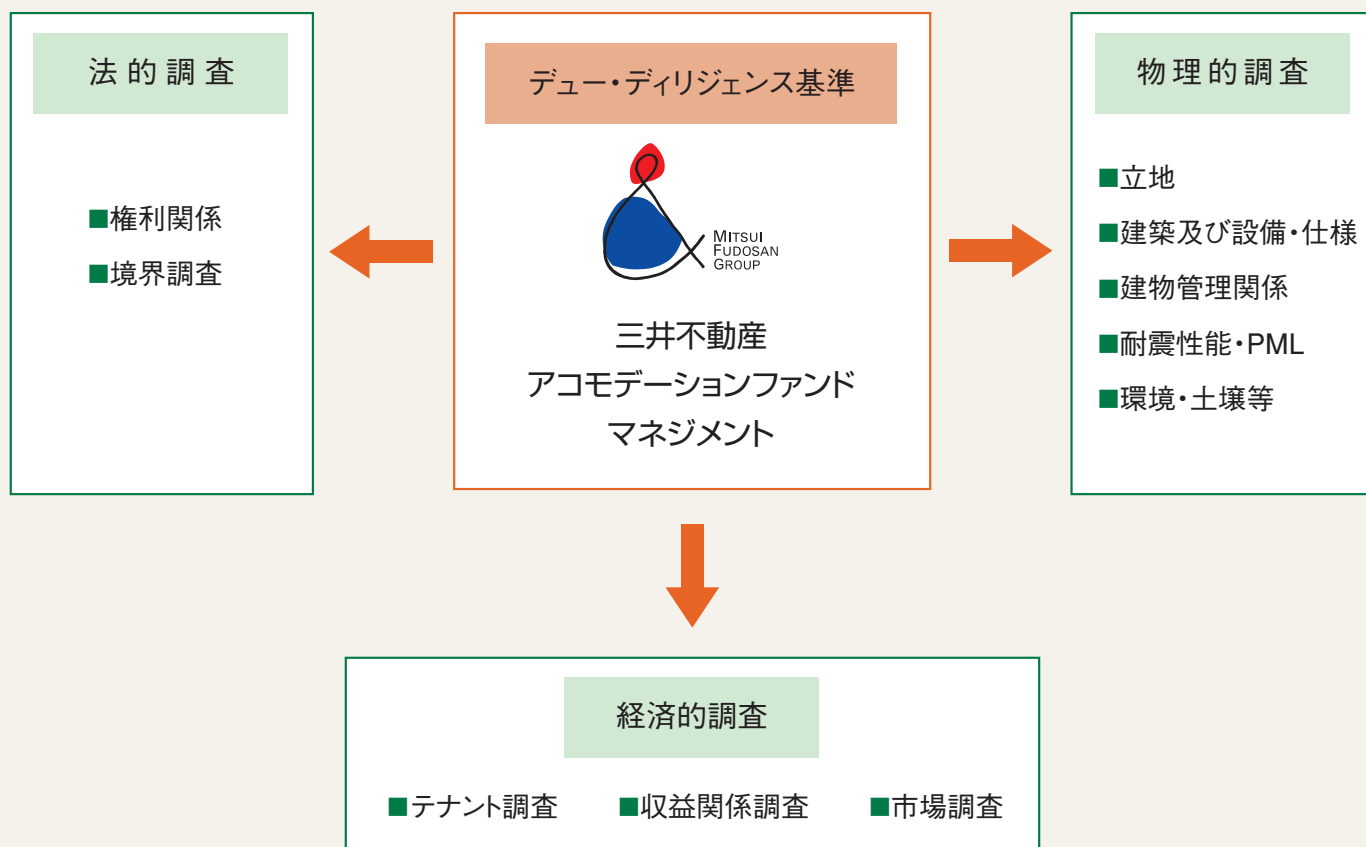 法的調査
■権利関係
■境界調査
デュー・ディリジェンス基準
MITSUI
FUDOSAN
GROUP
三井不動産
アコモデーションファンド
マネジメント
物理的調査
■立地
■建築及び設備・仕様
■建物管理関係
■耐震性能・PML
■環境・土壌等
経済的調査
■テナント調査 ■収益関係調査 ■市場調査